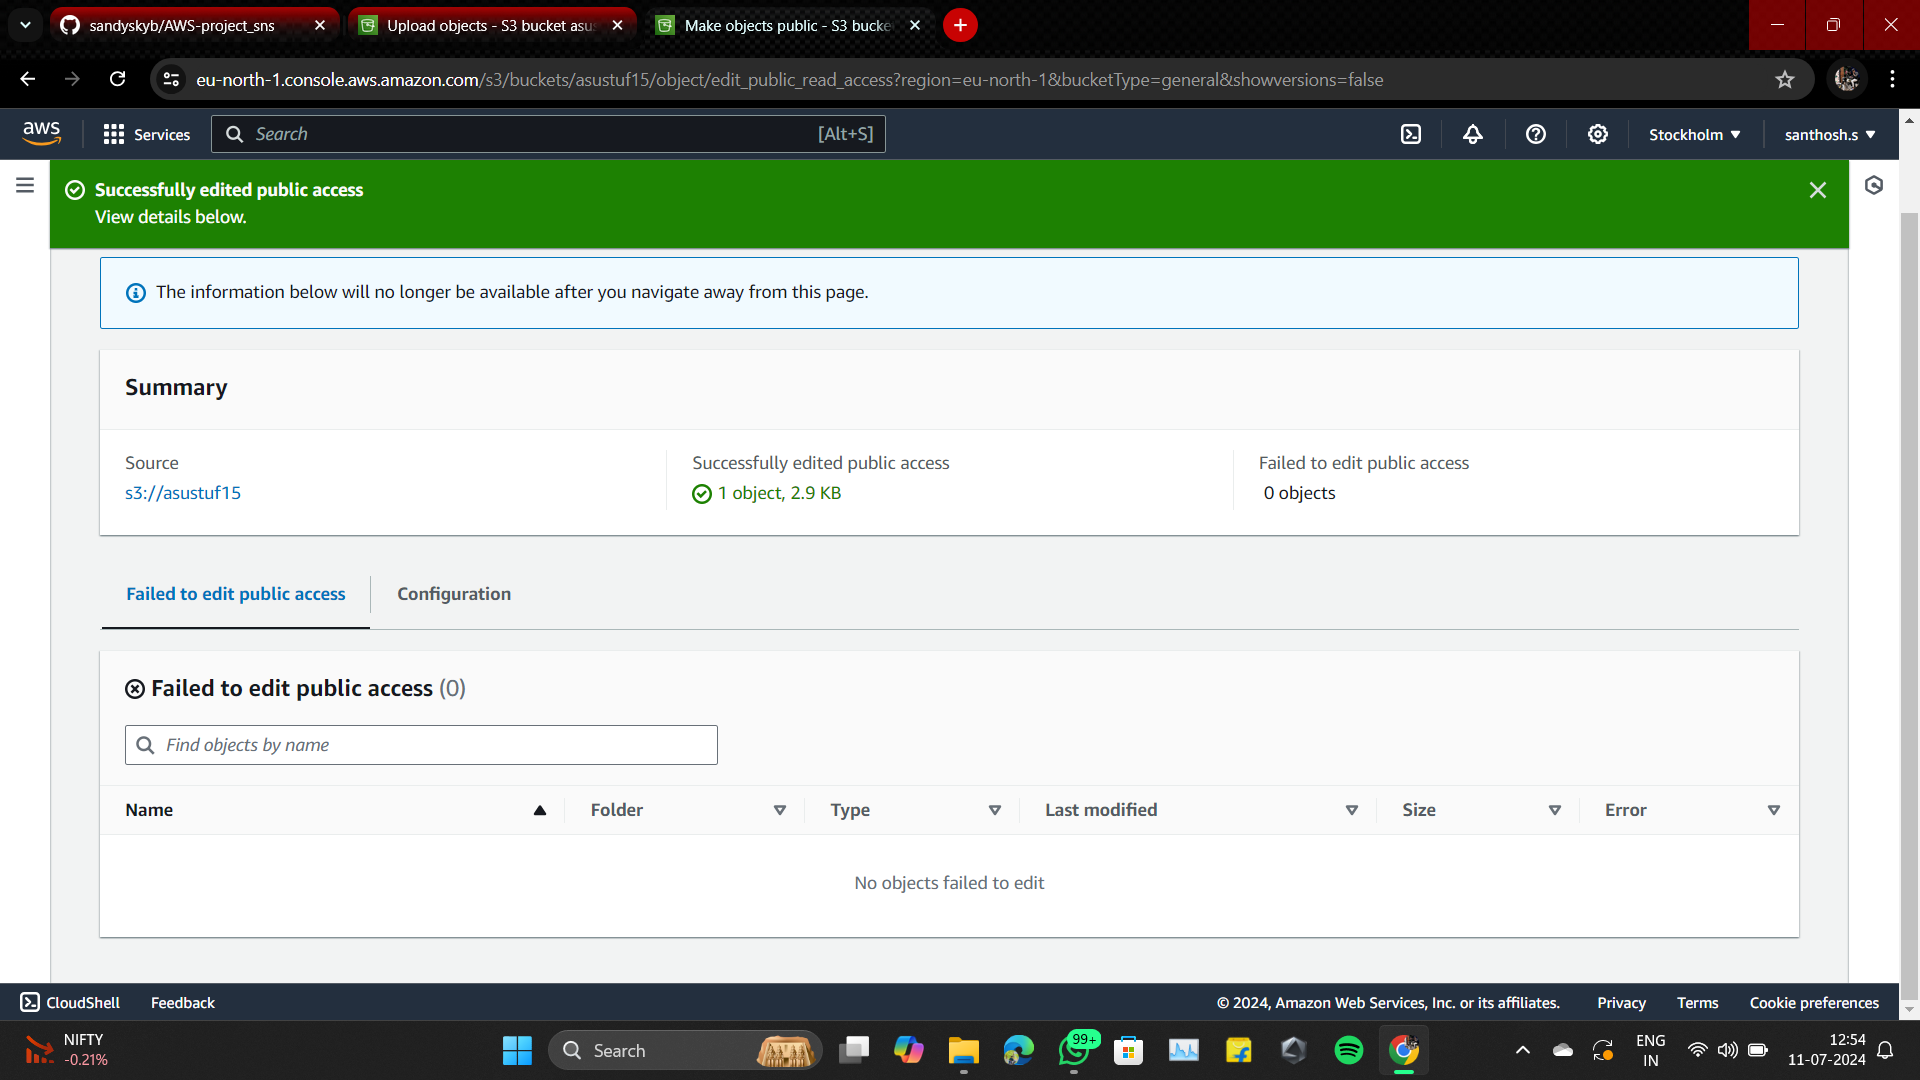 sandyskyb/AWS-project_sns
Upload objects - S3 bucket asus
Make objects public - S3 bucke
eu-north-1.console.aws.amazon.com/s3/buckets/asustuf15/object/edit_public_read_access?region=eu-north-1&bucketType=general&showversions=false
aws
Services
Search
[Alt+S]
Stockholm
santhosh.s
Successfully edited public access
View details below.
The information below will no longer be available after you navigate away from this page.
Summary
Source
s3://asustuf15
Successfully edited public access
1 object, 2.9 KB
Failed to edit public access
0 objects
Failed to edit public access
Configuration
Failed to edit public access (0)
Find objects by name
Name
Folder
Type
Last modified
Size
Error
No objects failed to edit
CloudShell
Feedback
© 2024, Amazon Web Services, Inc. or its affiliates.
Privacy
Terms
Cookie preferences
NIFTY
-0.21%
Search
99+
ENG
IN
12:54
11-07-2024